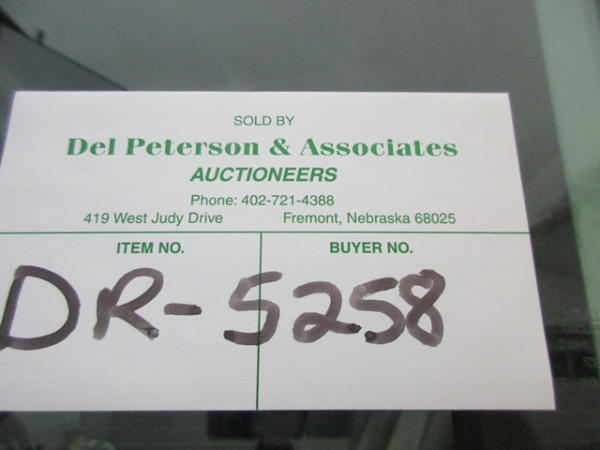 SOLD BY
Del Peterson & Associates
AUCTIONEERS
Phone: 402-721-4388
419 West Judy Drive Fremont, Nebraska 68025
ITEM NO. BUYER NO.
DR-5258